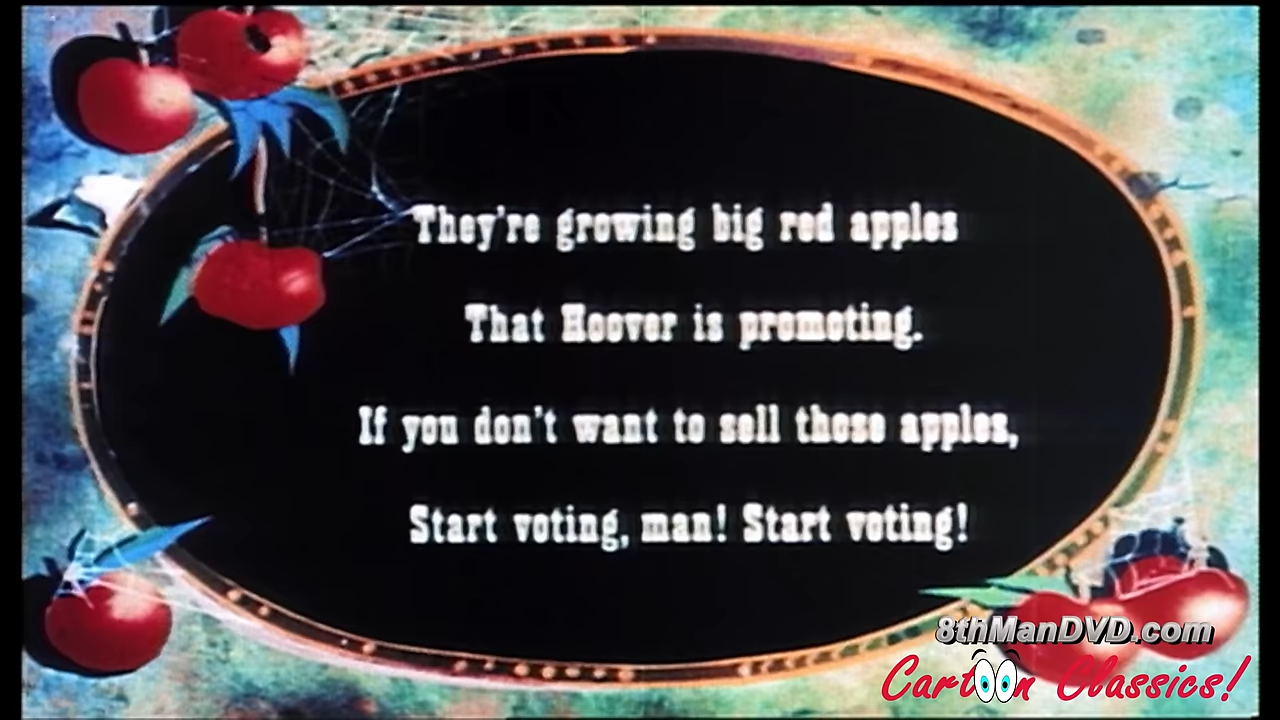 They're growing big red apples
That Hoover is promoting.
If you don't want to sell those apples,
Start voting, man! Start voting!
8thManDVD.com
Cartoon Classics!